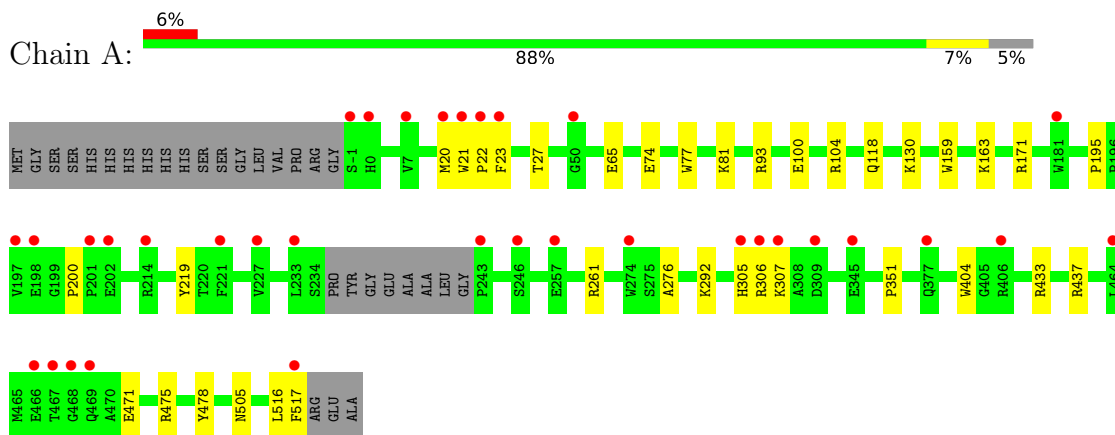 6%
Chain A:
88% 7% 5%
MET GLY SER SER HIS HIS HIS HIS HIS HIS SER SER GLY LEU VAL PRO ARG GLY S-1 H0 V7 M20 W21 P22 F23 T27 G50 E65 E74 W77 K81 R93 E100 R104 Q118 K130 W159 K163 R171 W181 P195 R196
V197 E198 G199 P200 P201 E202 R214 Y219 T220 F221 V227 L233 S234 PRO TYR GLY GLU ALA ALA LEU GLY P243 S246 E257 R261 W274 S275 A276 K292 H305 R306 K307 A308 D309 E345 P351 Q377 W404 G405 R406 R433 R437 L464
M465 E466 T467 G468 Q469 A470 E471 R475 Y478 N505 L516 F517 ARG GLU ALA